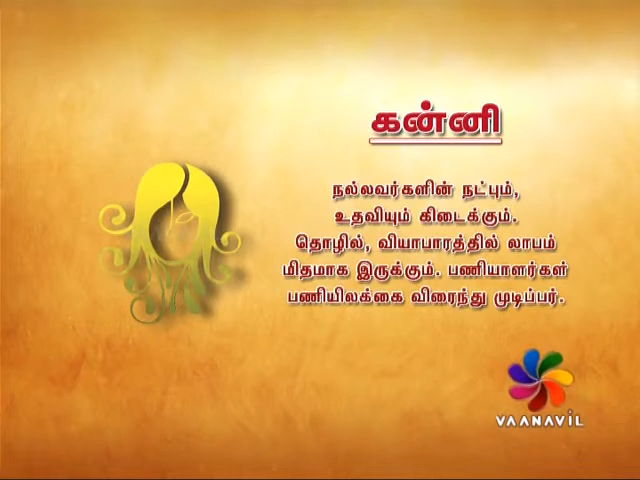 கன்னி
நல்லவர்களின் நட்பும்,
உதவியும் கிடைக்கும்.
தொழில், வியாபாரத்தில் லாபம்
மிதமாக இருக்கும். பணியாளர்கள்
பணியிலக்கை விரைந்து முடிப்பர்.
VAANAVIL